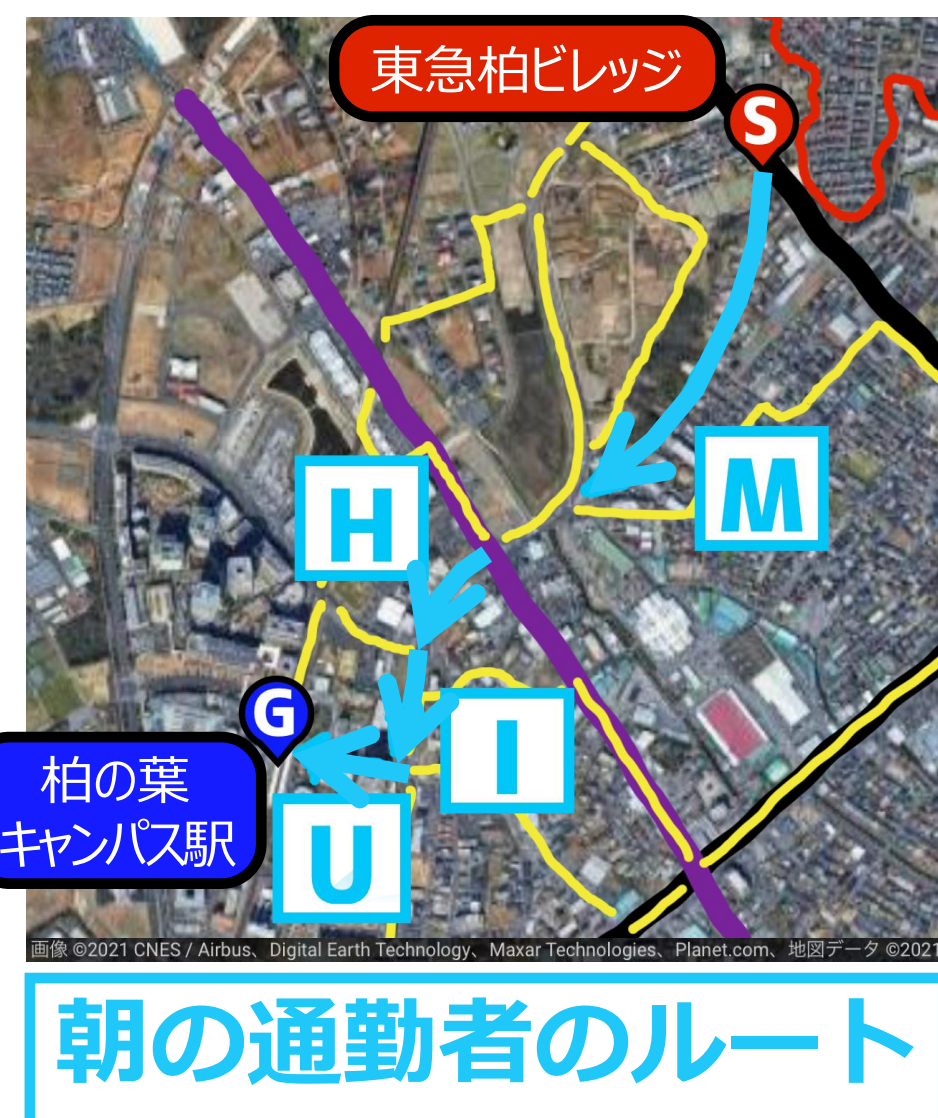 東急柏ビレッジ
S
M
H
G
I
柏の葉
キャンパス駅
U
画像 ©2021 CNES / Airbus、Digital Earth Technology、Maxar Technologies、Planet.com、地図データ ©2021
朝の通勤者のルート